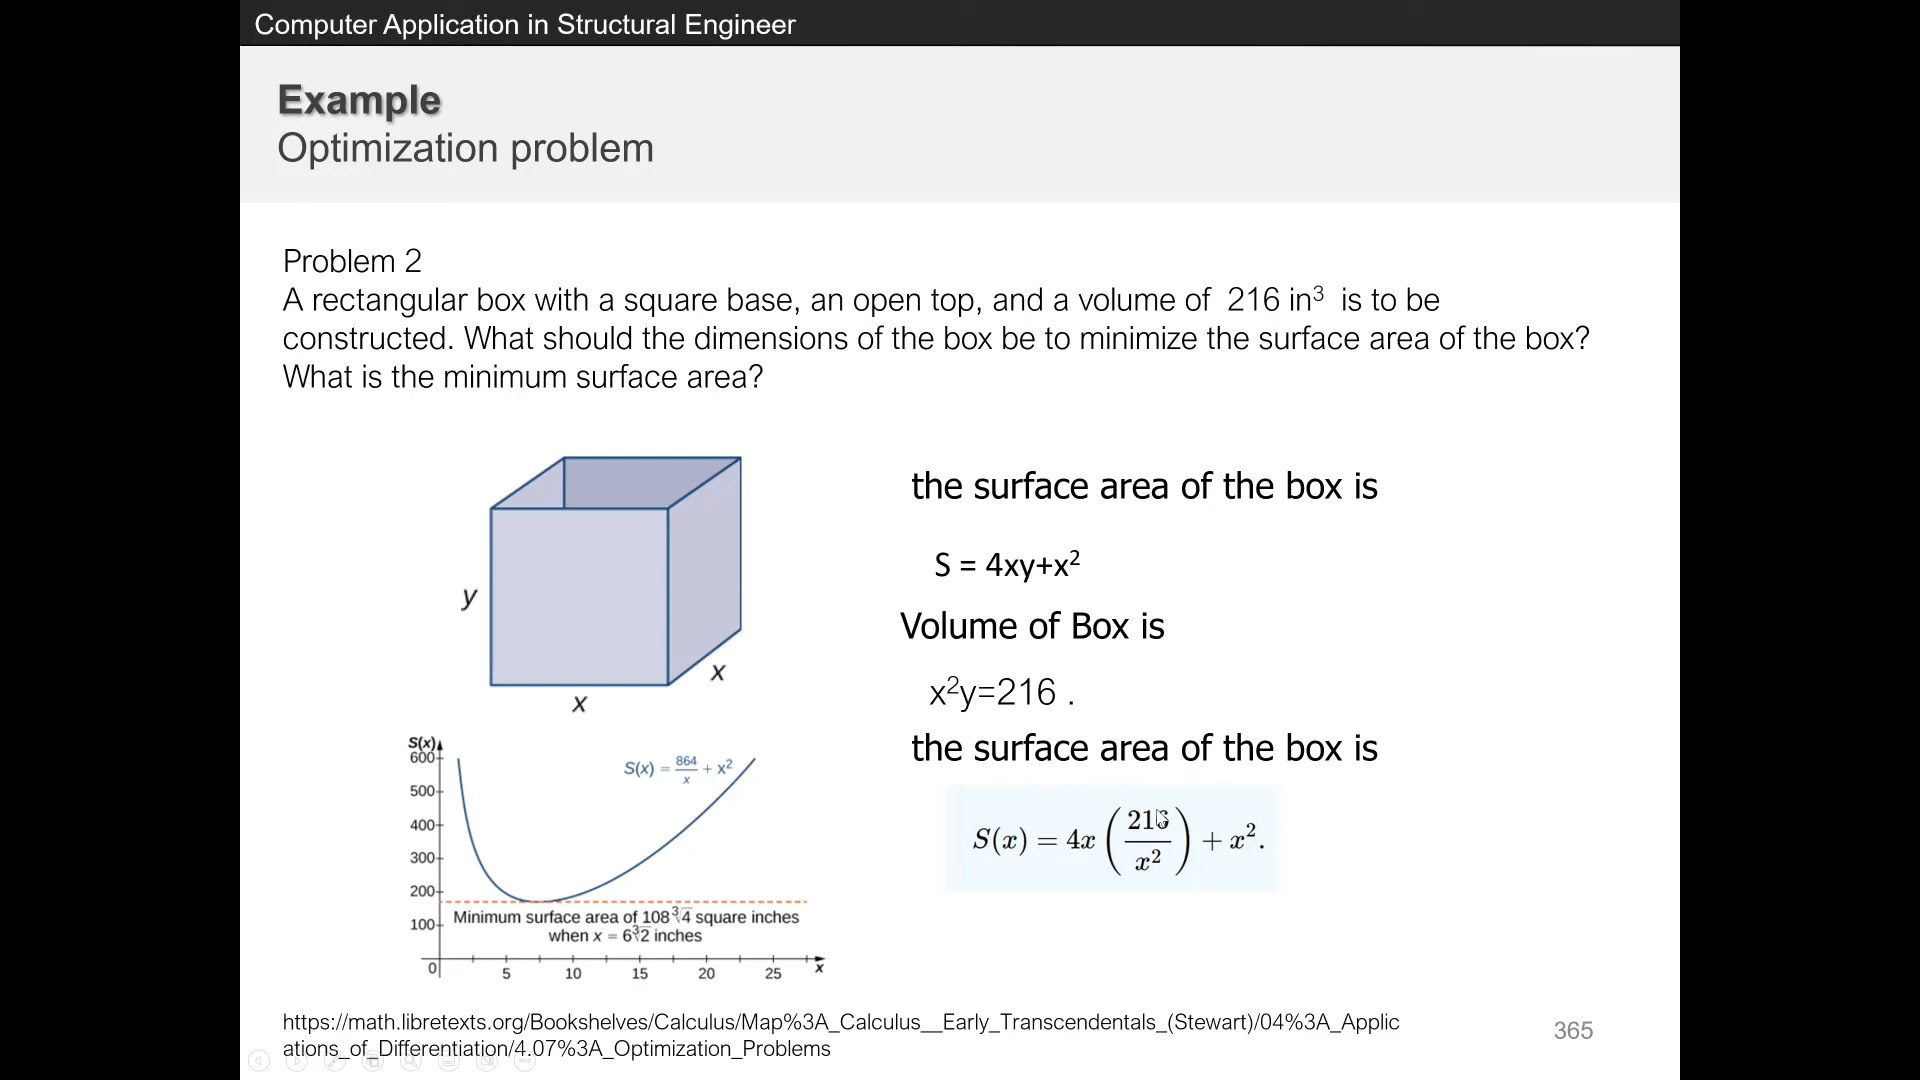 Computer Application in Structural Engineer
Example
Optimization problem
Problem 2
A rectangular box with a square base, an open top, and a volume of 216 in³ is to be
constructed. What should the dimensions of the box be to minimize the surface area of the box?
What is the minimum surface area?
y
x
x
the surface area of the box is
S = 4xy+x²
Volume of Box is
x²y=216 .
the surface area of the box is
S(x) = 4x (216/x²) + x².
S(x)
600
500
400
300
200
100
0
5 10 15 20 25 x
S(x) = 864/x + x²
Minimum surface area of 108∛4 square inches
when x = 6∛2 inches
https://math.libretexts.org/Bookshelves/Calculus/Map%3A_Calculus__Early_Transcendentals_(Stewart)/04%3A_Applic
ations_of_Differentiation/4.07%3A_Optimization_Problems
365